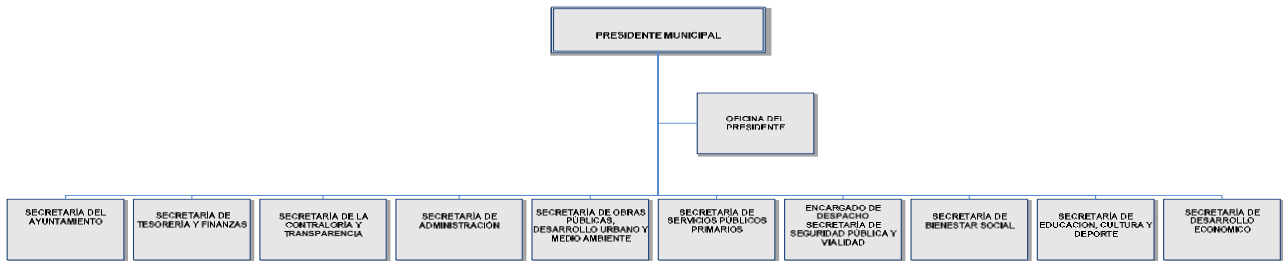 PRESIDENTE MUNICIPAL
OFICINA DEL
PRESIDENTE
SECRETARÍA DEL
AYUNTAMIENTO
SECRETARÍA DE
TESORERÍA Y FINANZAS
SECRETARÍA DE LA
CONTRALORÍA Y
TRANSPARENCIA
SECRETARÍA DE
ADMINISTRACIÓN
SECRETARÍA DE OBRAS
PÚBLICAS,
DESARROLLO URBANO Y
MEDIO AMBIENTE
SECRETARÍA DE
SERVICIOS PÚBLICOS
PRIMARIOS
ENCARGADO DE
DESPACHO
SECRETARÍA DE
SEGURIDAD PÚBLICA Y
VIALIDAD
SECRETARÍA DE
BIENESTAR SOCIAL
SECRETARÍA DE
EDUCACION, CULTURA Y
DEPORTE
SECRETARÍA DE
DESARROLLO
ECONOMICO